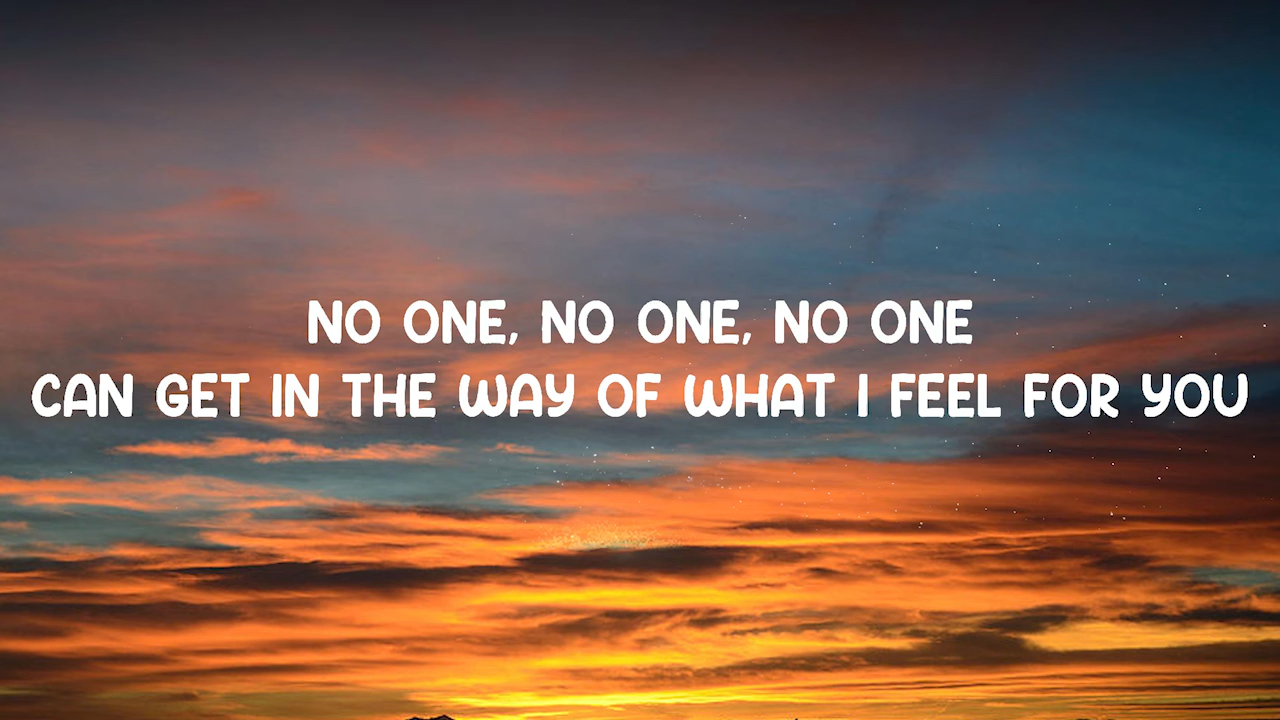 NO ONE, NO ONE, NO ONE
CAN GET IN THE WAY OF WHAT I FEEL FOR YOU